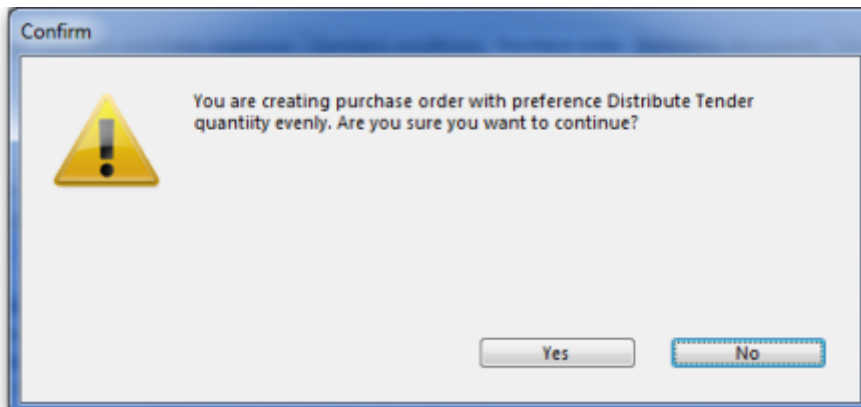 Confirm
You are creating purchase order with preference Distribute Tender
quantiity evenly. Are you sure you want to continue?
Yes
No